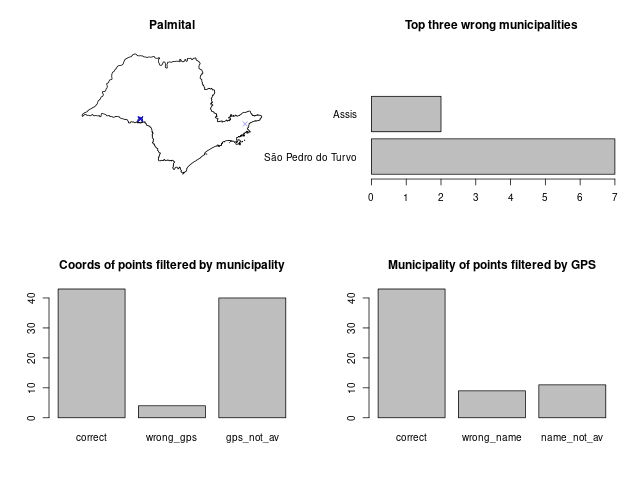 Palmital
Top three wrong municipalities
Assis
São Pedro do Turvo
0 1 2 3 4 5 6 7
Coords of points filtered by municipality
0 10 20 30 40
correct wrong_gps gps_not_av
Municipality of points filtered by GPS
0 10 20 30 40
correct wrong_name name_not_av